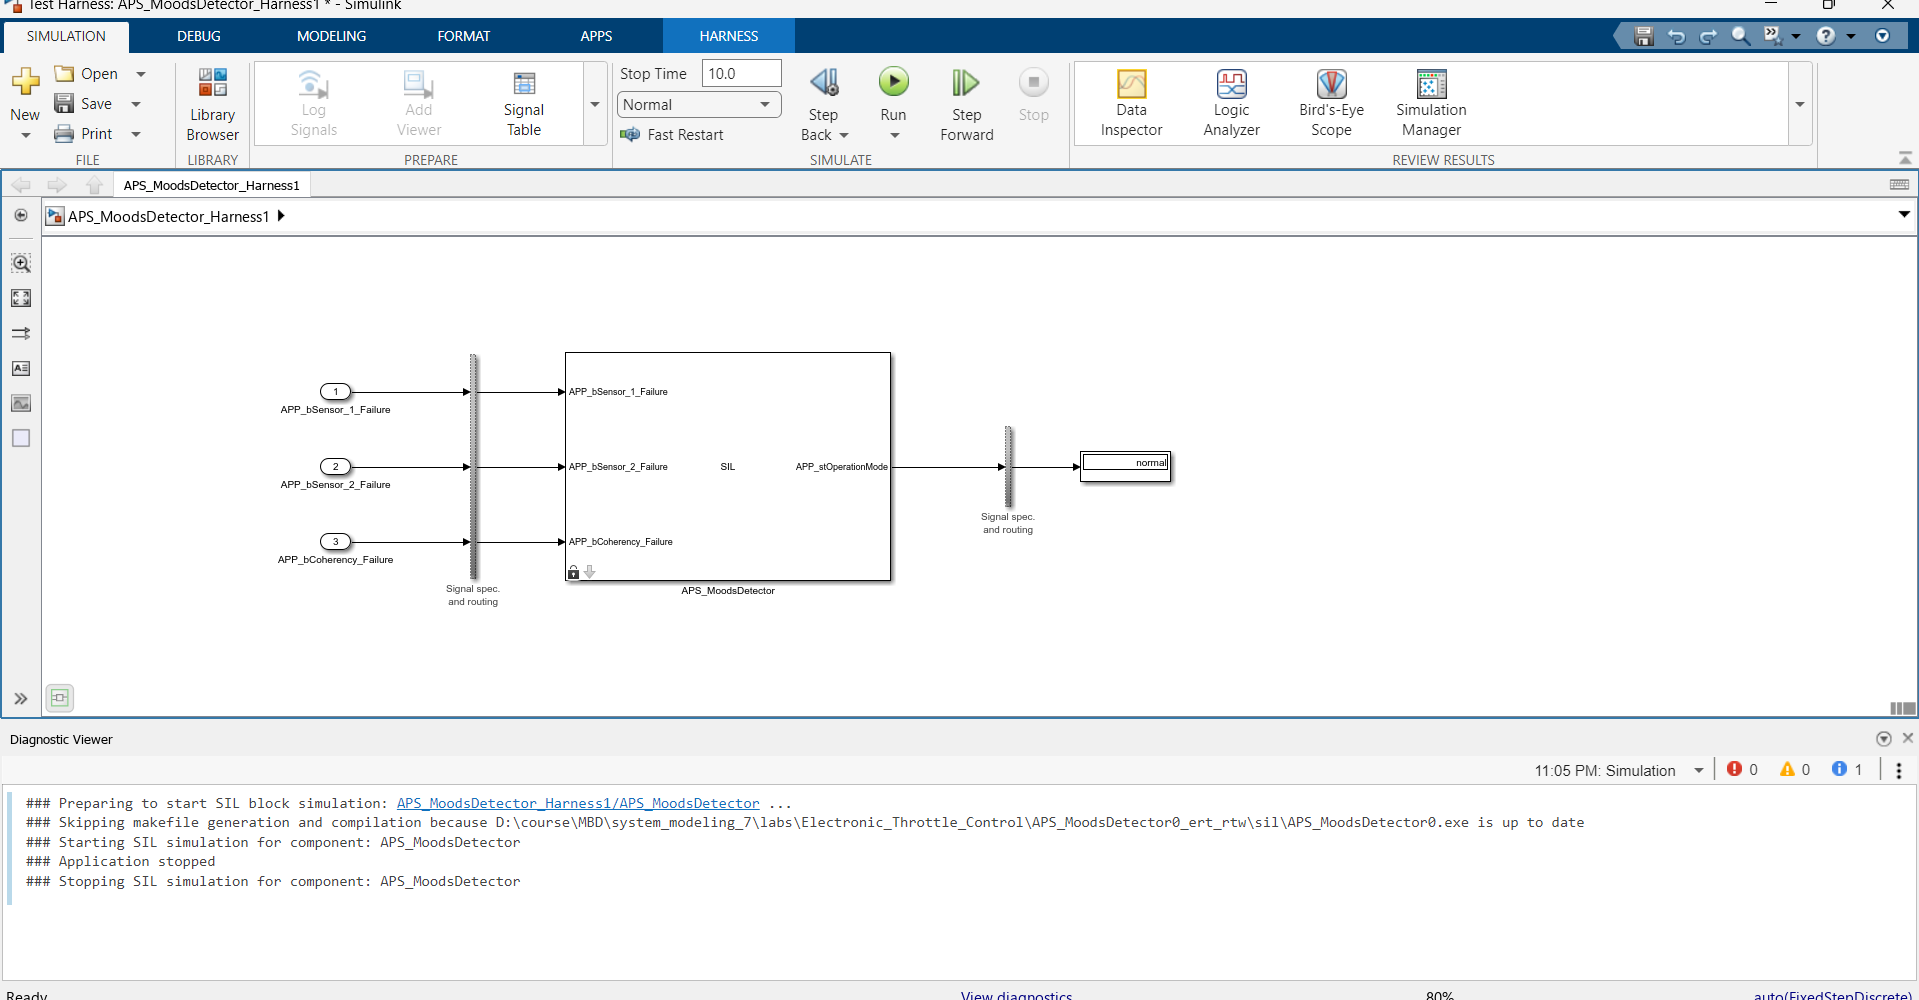 Test Harness: APS_MoodsDetector_Harness1 * - Simulink
SIMULATION
DEBUG
MODELING
FORMAT
APPS
HARNESS
New
Open
Save
Print
FILE
Library
Browser
LIBRARY
Log
Signals
Add
Viewer
Signal
Table
PREPARE
Stop Time 10.0
Normal
Fast Restart
Step
Back
Run
Step
Forward
Stop
SIMULATE
Data
Inspector
Logic
Analyzer
Bird's-Eye
Scope
Simulation
Manager
REVIEW RESULTS
APS_MoodsDetector_Harness1
APS_MoodsDetector_Harness1
1
APP_bSensor_1_Failure
2
APP_bSensor_2_Failure
3
APP_bCoherency_Failure
Signal spec.
and routing
APP_bSensor_1_Failure
APP_bSensor_2_Failure
SIL
APP_stOperationMode
APP_bCoherency_Failure
APS_MoodsDetector
Signal spec.
and routing
normal
Diagnostic Viewer
11:05 PM: Simulation
0
0
1
### Preparing to start SIL block simulation: APS_MoodsDetector_Harness1/APS_MoodsDetector ...
### Skipping makefile generation and compilation because D:\course\MBD\system_modeling_7\labs\Electronic_Throttle_Control\APS_MoodsDetector0_ert_rtw\sil\APS_MoodsDetector0.exe is up to date
### Starting SIL simulation for component: APS_MoodsDetector
### Application stopped
### Stopping SIL simulation for component: APS_MoodsDetector
Ready
View diagnostics
80%
auto(FixedStepDiscrete)